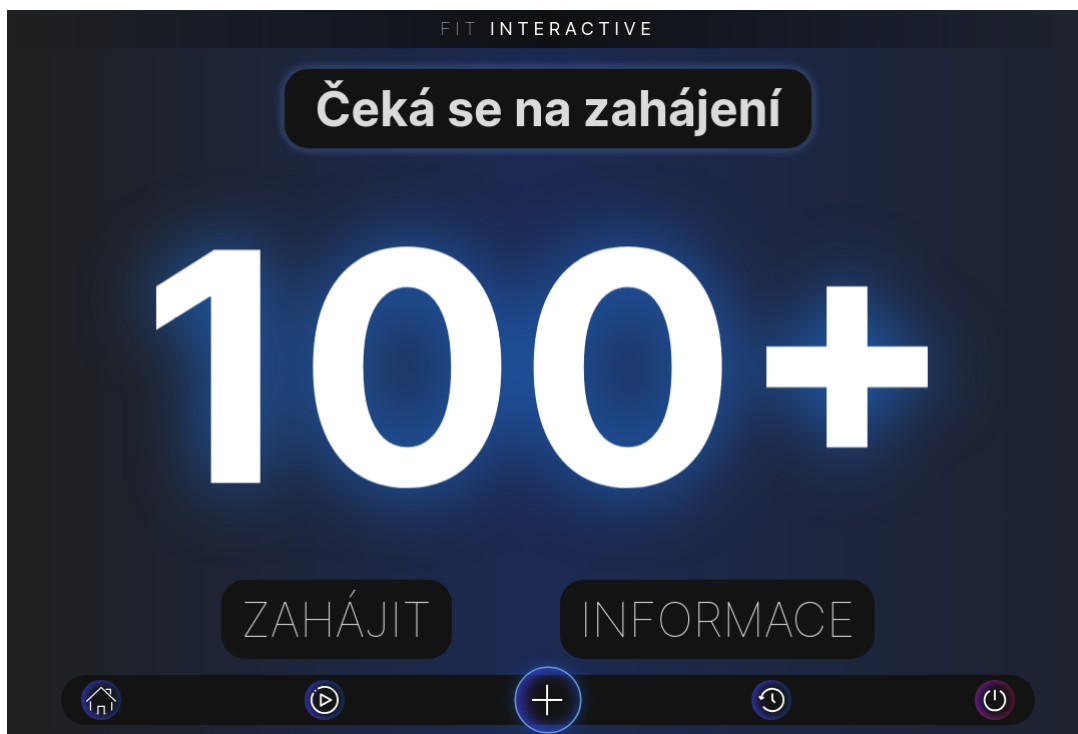 FIT INTERACTIVE
Čeká se na zahájení
100+
ZAHÁJIT INFORMACE